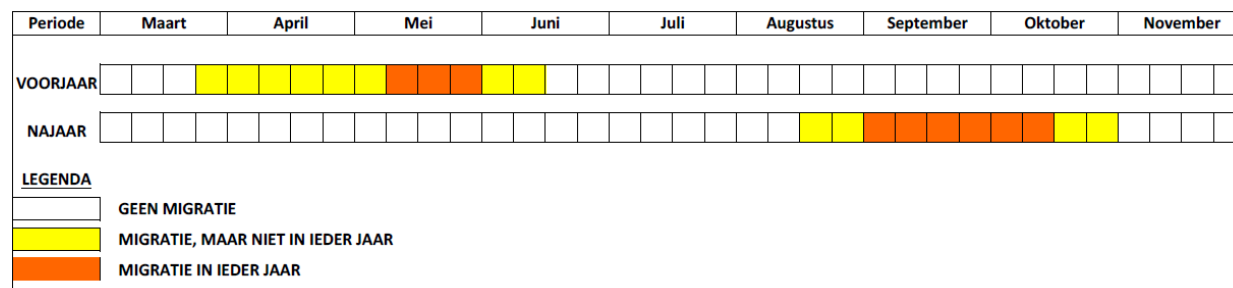 Periode Maart April Mei Juni Juli Augustus September Oktober November
VOORJAAR
NAJAAR
LEGENDA
GEEN MIGRATIE
MIGRATIE, MAAR NIET IN IEDER JAAR
MIGRATIE IN IEDER JAAR